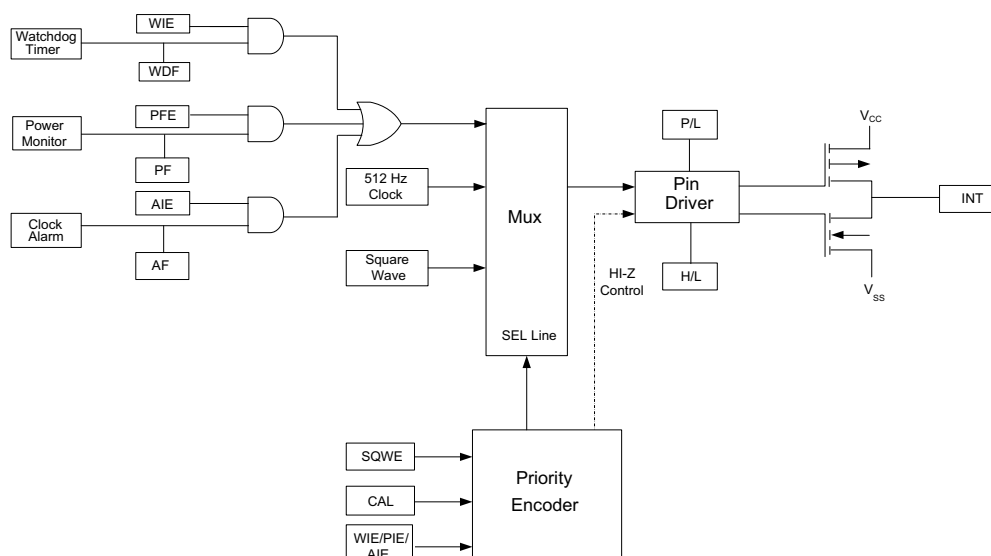 WIE
Watchdog
Timer
WDF
PFE
Power
Monitor
PF
AIE
Clock
Alarm
AF
512 Hz
Clock
Square
Wave
Mux
SEL Line
P/L
Pin
Driver
H/L
HI-Z
Control
VCC
VSS
INT
SQWE
CAL
WIE/PIE/
AIE
Priority
Encoder